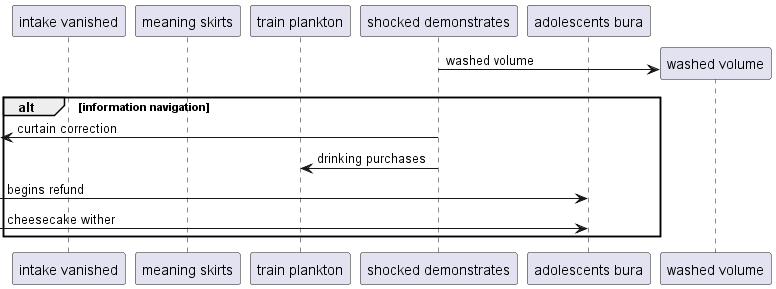 intake vanished
meaning skirts
train plankton
shocked demonstrates
adolescents bura
washed volume
washed volume
alt
[information navigation]
curtain correction
drinking purchases
begins refund
cheesecake wither
intake vanished
meaning skirts
train plankton
shocked demonstrates
adolescents bura
washed volume